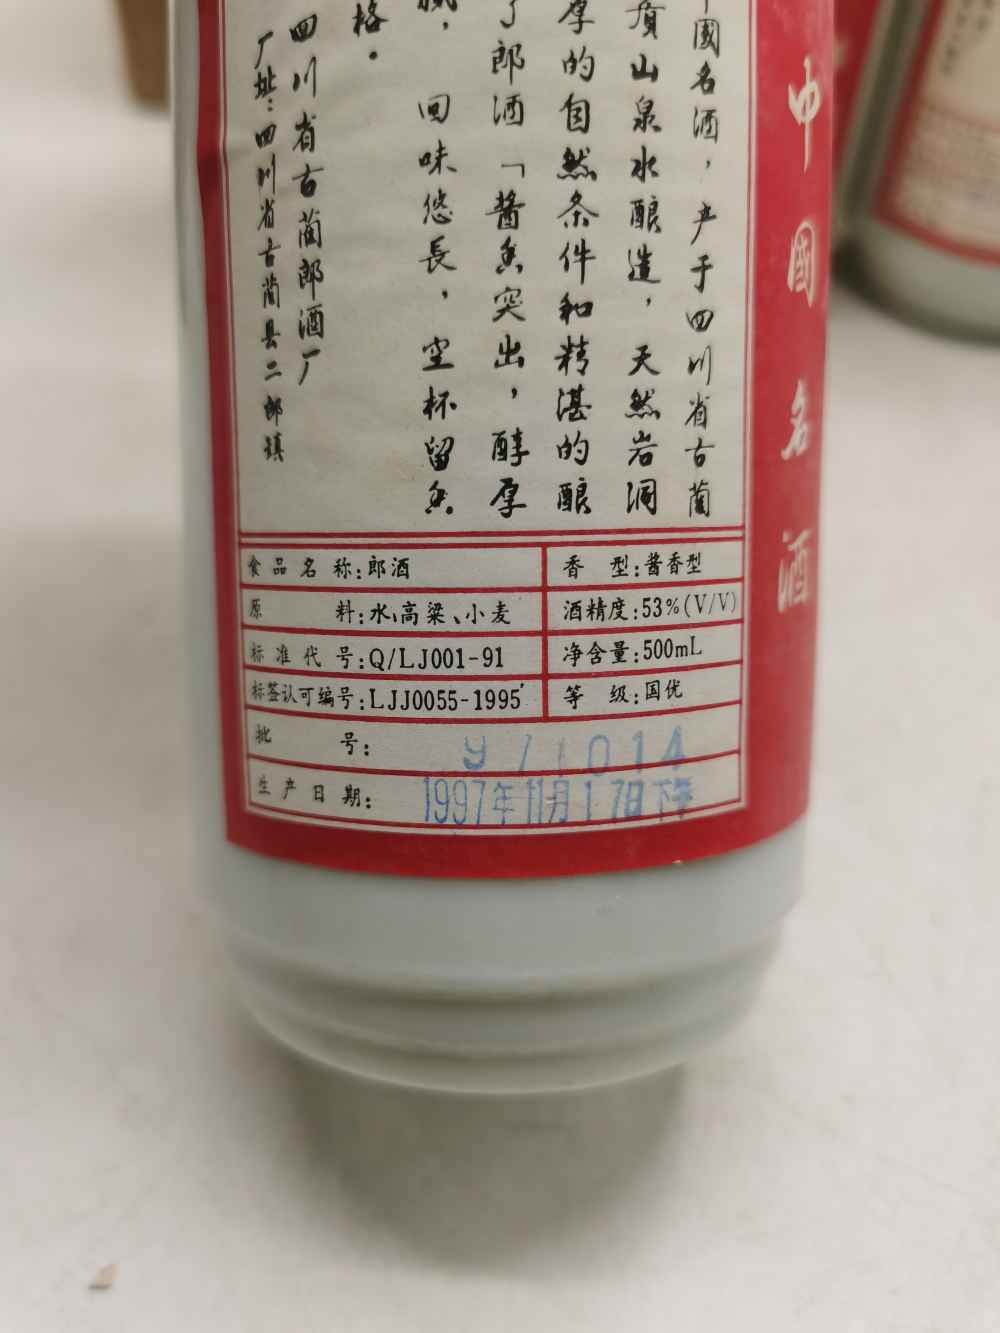 中國名酒
國名酒，产于四川省古蔺
山泉水酿造，天然岩洞
厚的自然条件和精湛的酿
了郎酒「酱香突出，醇厚
，回味悠長，空杯留香
格。
四川省古蔺郎酒厂
厂址：四川省古蔺县二郎镇
食品名称：郎酒
香型：酱香型
原料：水、高粱、小麦
酒精度：53%(V/V)
标准代号：Q/LJ001-91
净含量：500mL
标签认可编号：LJJ0055-1995
等级：国优
批号：
971014
生产日期：1997年11月17日下午